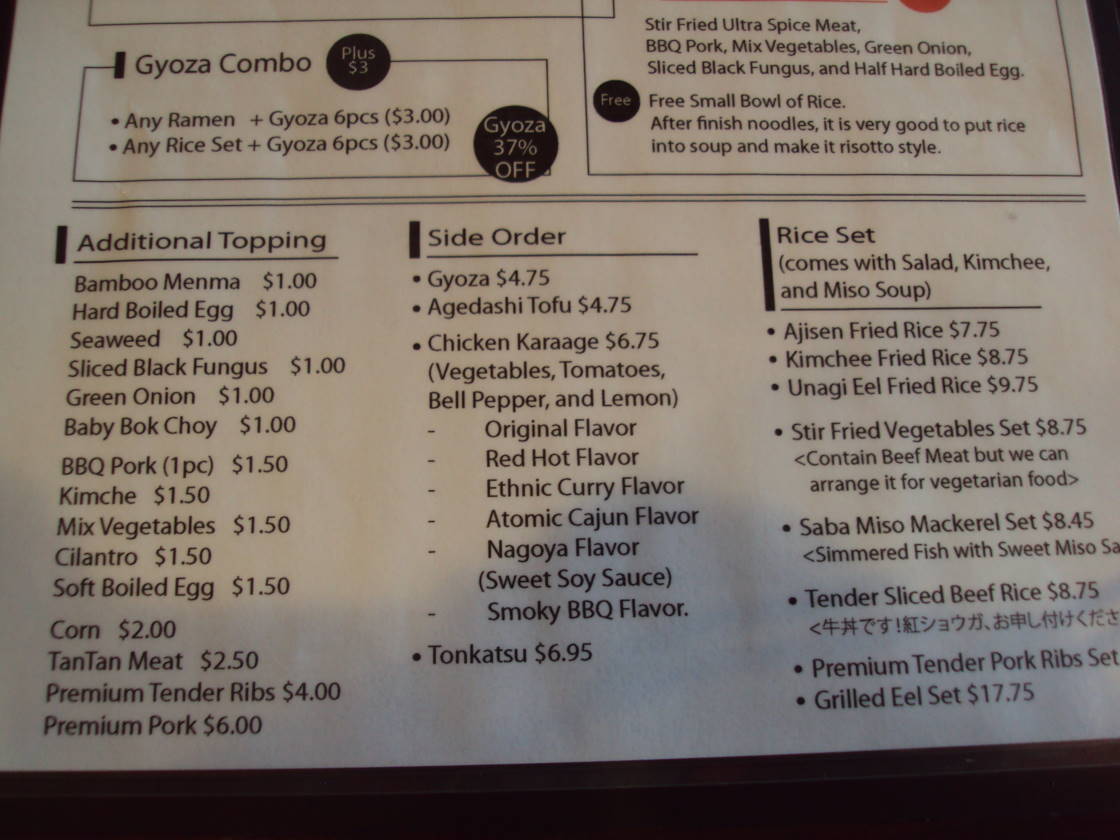 Gyoza Combo
Plus
$3
• Any Ramen + Gyoza 6pcs ($3.00)
• Any Rice Set + Gyoza 6pcs ($3.00)
Gyoza
37%
OFF
Stir Fried Ultra Spice Meat,
BBQ Pork, Mix Vegetables, Green Onion,
Sliced Black Fungus, and Half Hard Boiled Egg.
Free
Free Small Bowl of Rice.
After finish noodles, it is very good to put rice
into soup and make it risotto style.
Additional Topping
Bamboo Menma $1.00
Hard Boiled Egg $1.00
Seaweed $1.00
Sliced Black Fungus $1.00
Green Onion $1.00
Baby Bok Choy $1.00
BBQ Pork (1pc) $1.50
Kimche $1.50
Mix Vegetables $1.50
Cilantro $1.50
Soft Boiled Egg $1.50
Corn $2.00
TanTan Meat $2.50
Premium Tender Ribs $4.00
Premium Pork $6.00
Side Order
• Gyoza $4.75
• Agedashi Tofu $4.75
• Chicken Karaage $6.75
(Vegetables, Tomatoes,
Bell Pepper, and Lemon)
- Original Flavor
- Red Hot Flavor
- Ethnic Curry Flavor
- Atomic Cajun Flavor
- Nagoya Flavor
(Sweet Soy Sauce)
- Smoky BBQ Flavor.
• Tonkatsu $6.95
Rice Set
(comes with Salad, Kimchee,
and Miso Soup)
• Ajisen Fried Rice $7.75
• Kimchee Fried Rice $8.75
• Unagi Eel Fried Rice $9.75
• Stir Fried Vegetables Set $8.75
<Contain Beef Meat but we can
arrange it for vegetarian food>
• Saba Miso Mackerel Set $8.45
<Simmered Fish with Sweet Miso Sa
• Tender Sliced Beef Rice $8.75
<牛丼です!紅ショウガ、お申し付けくださ
• Premium Tender Pork Ribs Set
• Grilled Eel Set $17.75